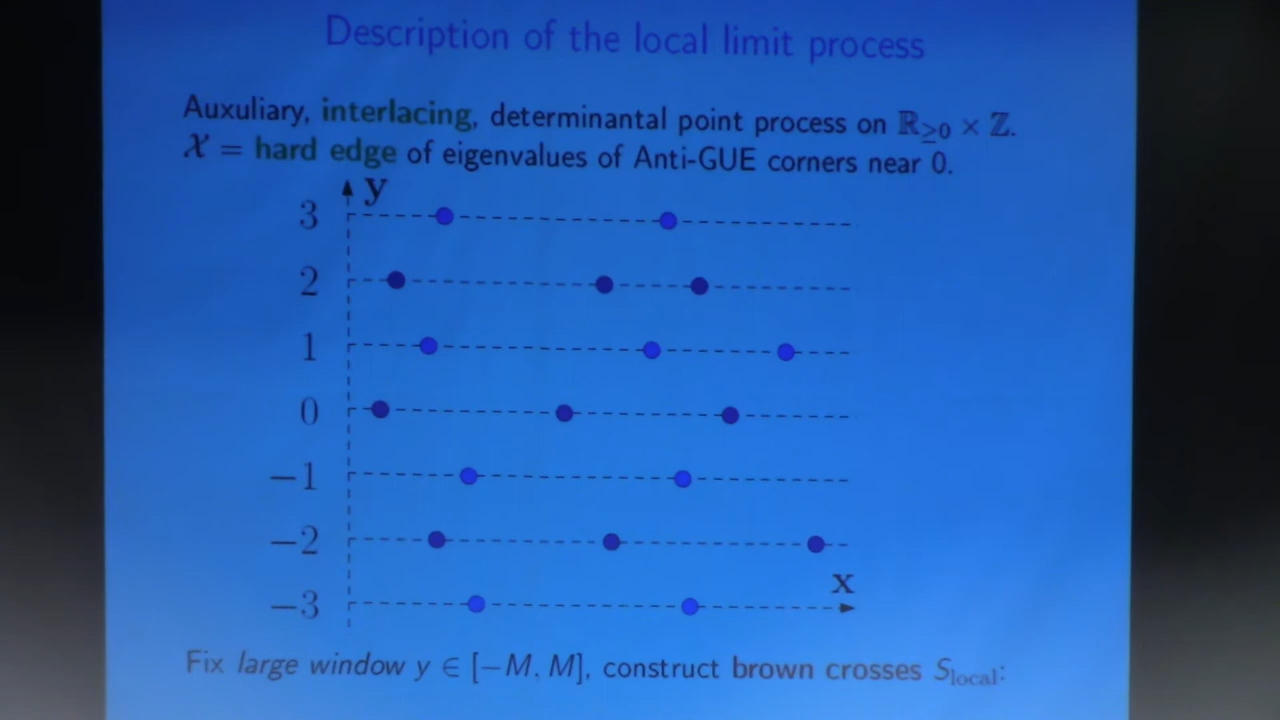 Description of the local limit process
Auxuliary, interlacing, determinantal point process on ℝ≥0 × ℤ.
𝒳 = hard edge of eigenvalues of Anti-GUE corners near 0.
y
3
2
1
0
−1
−2
x
−3
Fix large window y ∈ [−M, M], construct brown crosses S_local: